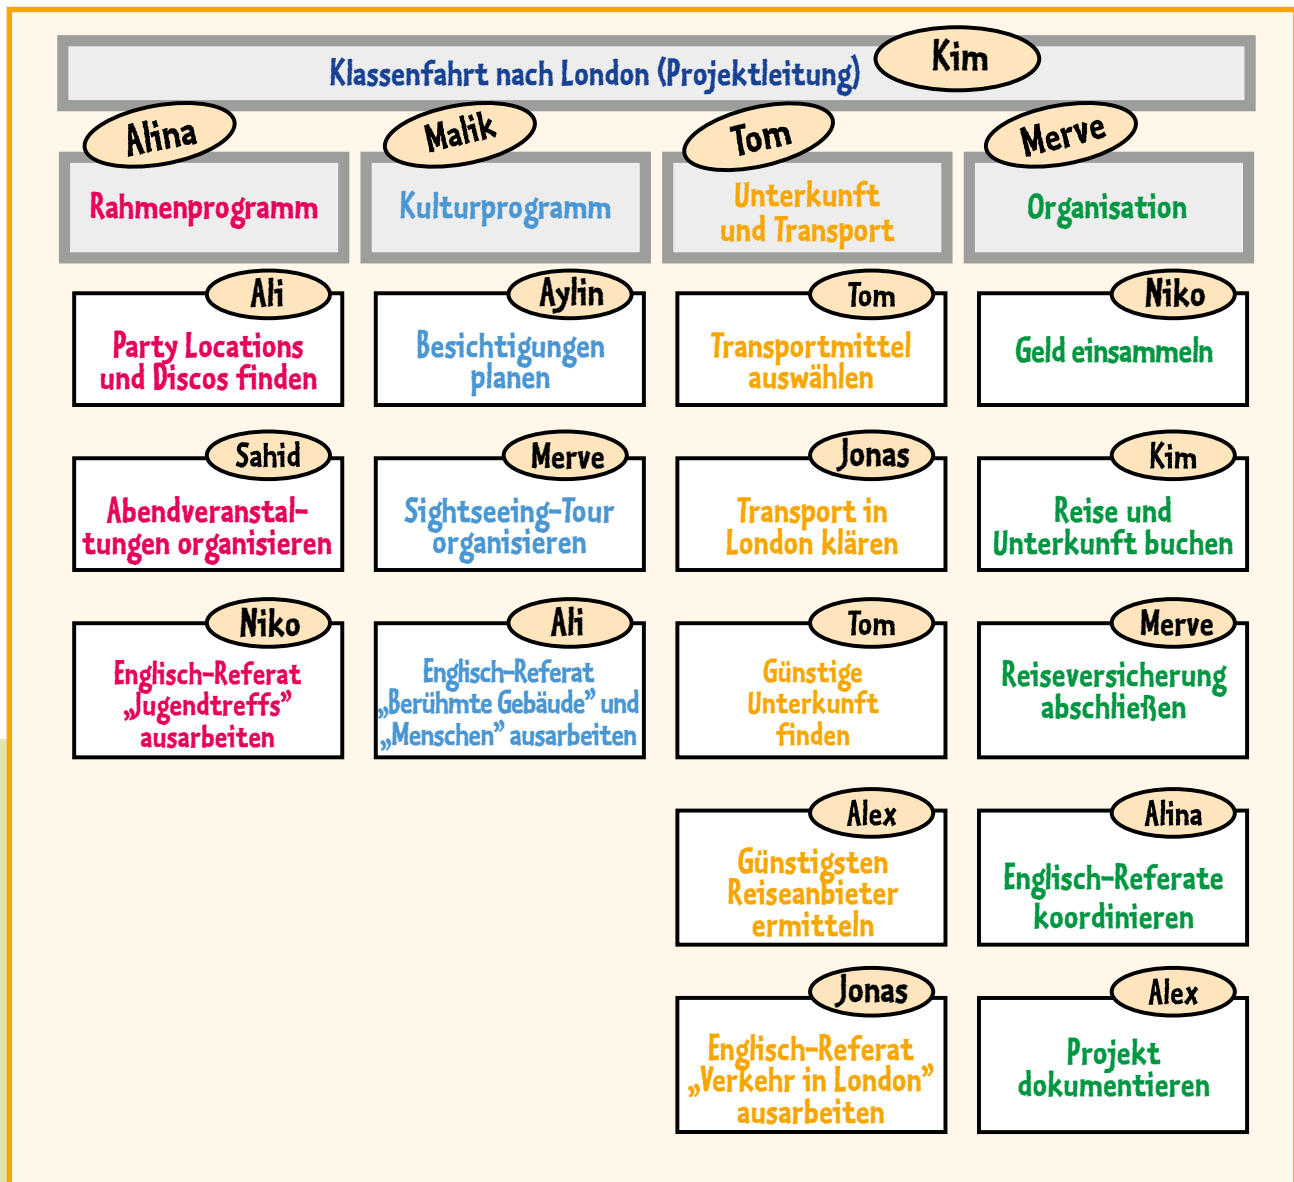 Klassenfahrt nach London (Projektleitung)
Kim
Alina
Rahmenprogramm
Ali
Party Locations
und Discos finden
Sahid
Abendveranstal-
tungen organisieren
Niko
Englisch-Referat
„Jugendtreffs”
ausarbeiten
Malik
Kulturprogramm
Aylin
Besichtigungen
planen
Merve
Sightseeing-Tour
organisieren
Ali
Englisch-Referat
„Berühmte Gebäude” und
„Menschen” ausarbeiten
Tom
Unterkunft
und Transport
Tom
Transportmittel
auswählen
Jonas
Transport in
London klären
Tom
Günstige
Unterkunft
finden
Alex
Günstigsten
Reiseanbieter
ermitteln
Jonas
Englisch-Referat
„Verkehr in London”
ausarbeiten
Merve
Organisation
Niko
Geld einsammeln
Kim
Reise und
Unterkunft buchen
Merve
Reiseversicherung
abschließen
Alina
Englisch-Referate
koordinieren
Alex
Projekt
dokumentieren